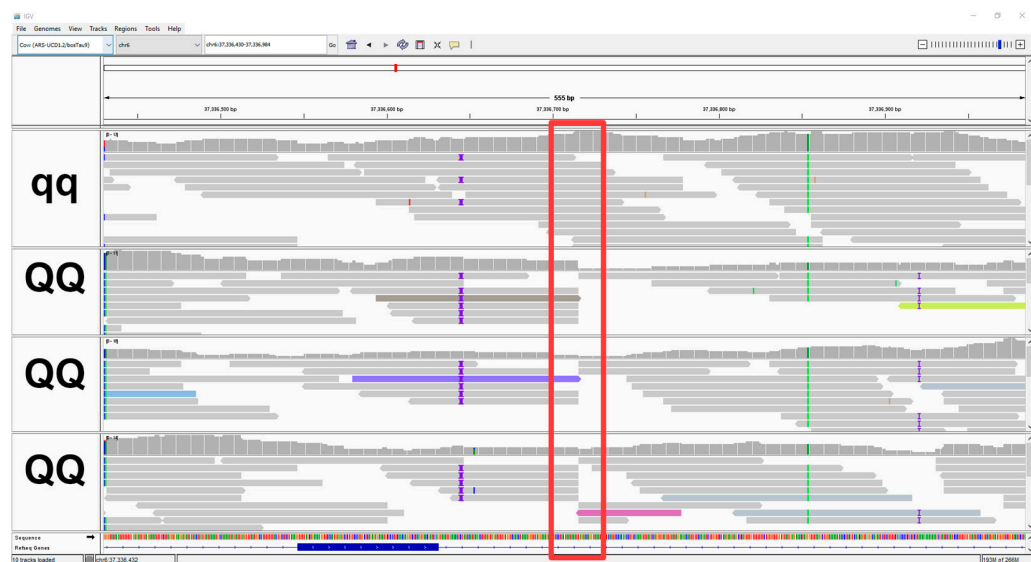 IGV
File Genomes View Tracks Regions Tools Help
Cow (ARS-UCD1.2/bosTau9) chr6 chr6:37,336,430-37,336,984 Go
555 bp
37,336,500 bp 37,336,600 bp 37,336,700 bp 37,336,800 bp 37,336,900 bp
qq
QQ
QQ
QQ
Sequence
Refseq Genes
10 tracks loaded chr6:37,336,432 193M of 266M